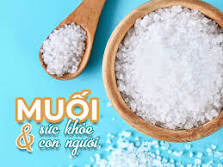 MUỐI
& sức khỏe
con người